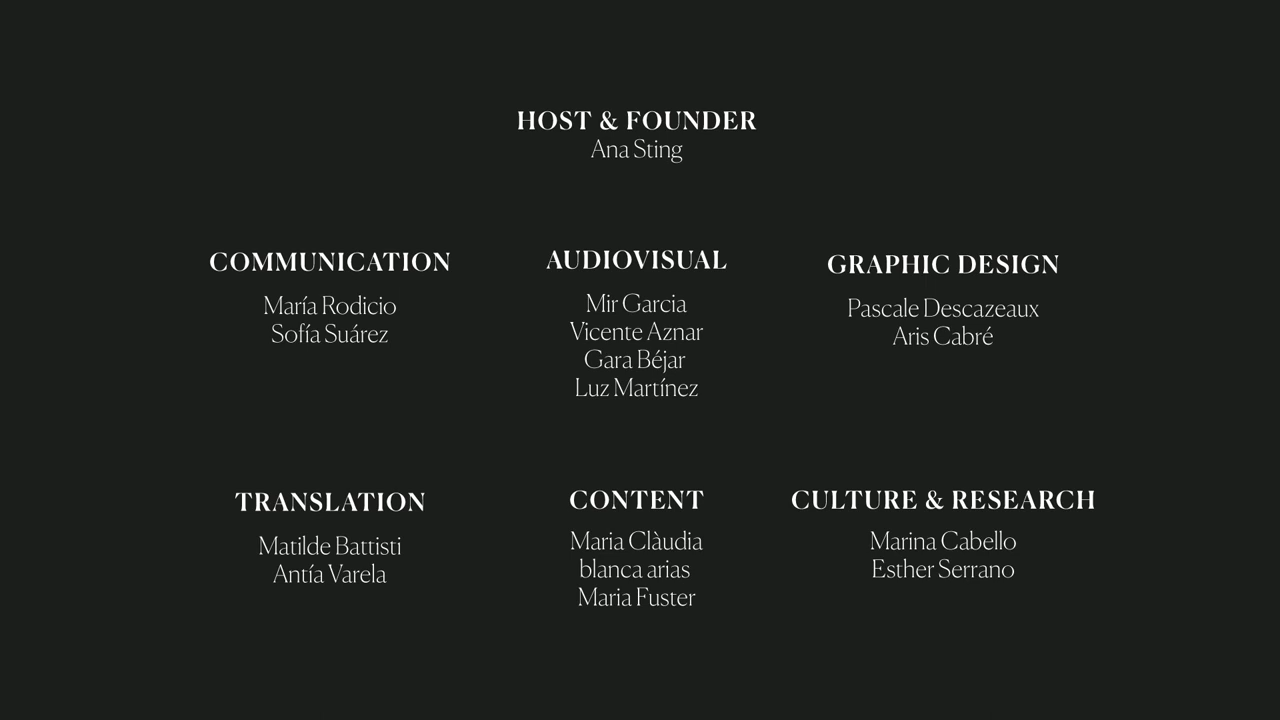 HOST & FOUNDER
Ana Sting
COMMUNICATION
María Rodicio
Sofía Suárez
AUDIOVISUAL
Mir Garcia
Vicente Aznar
Gara Béjar
Luz Martínez
GRAPHIC DESIGN
Pascale Descazeaux
Aris Cabré
TRANSLATION
Matilde Battisti
Antía Varela
CONTENT
Maria Clàudia
blanca arias
Maria Fuster
CULTURE & RESEARCH
Marina Cabello
Esther Serrano